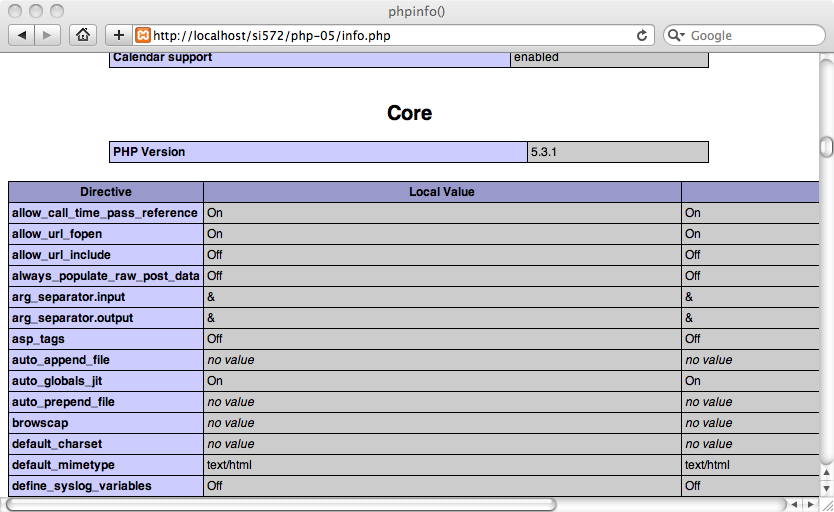 phpinfo()
http://localhost/si572/php-05/info.php
Google
Calendar support enabled
Core
PHP Version 5.3.1
Directive Local Value
allow_call_time_pass_reference On On
allow_url_fopen On On
allow_url_include Off Off
always_populate_raw_post_data Off Off
arg_separator.input & &
arg_separator.output & &
asp_tags Off Off
auto_append_file no value no value
auto_globals_jit On On
auto_prepend_file no value no value
browscap no value no value
default_charset no value no value
default_mimetype text/html text/html
define_syslog_variables Off Off